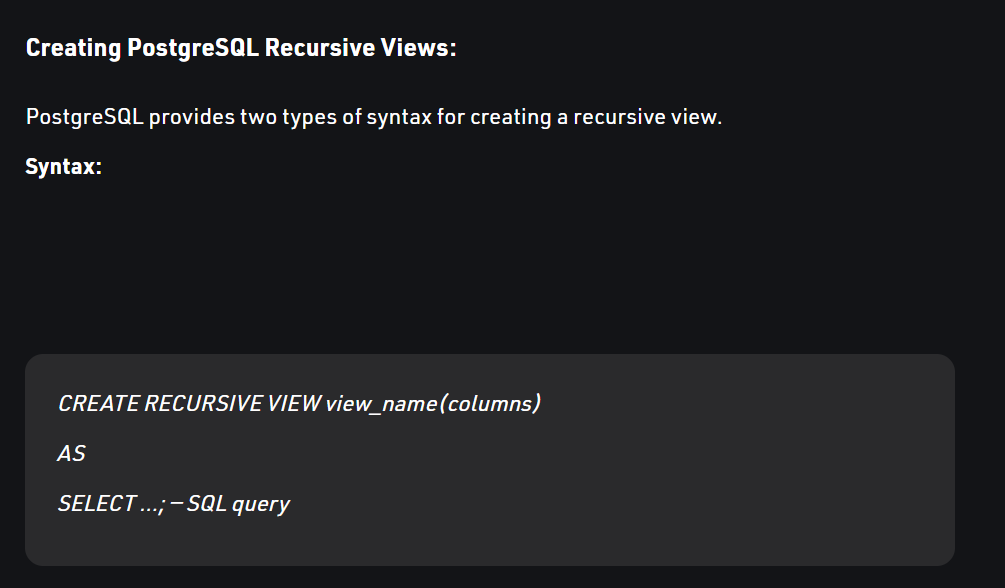 Creating PostgreSQL Recursive Views:
PostgreSQL provides two types of syntax for creating a recursive view.
Syntax:
CREATE RECURSIVE VIEW view_name(columns)
AS
SELECT ...; – SQL query